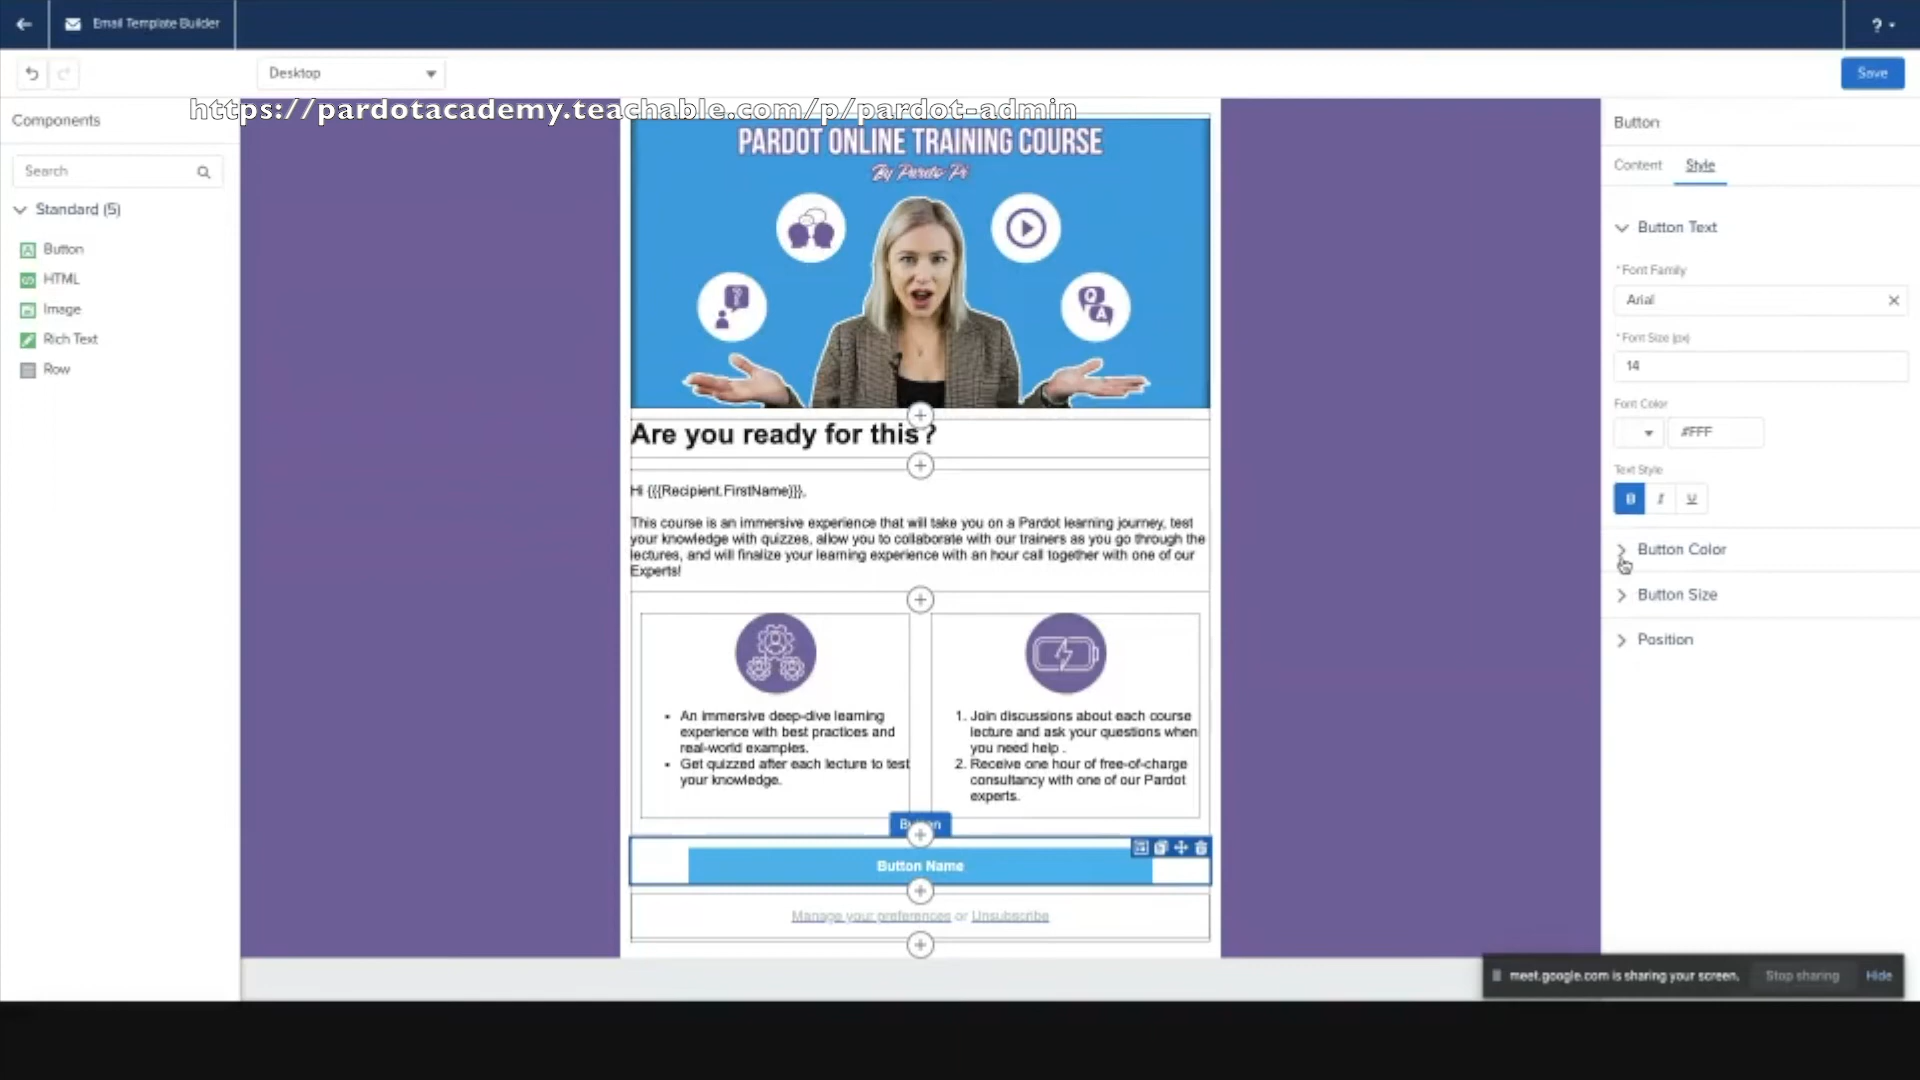 Email Template Builder
?
Desktop
Save
https://pardotacademy.teachable.com/p/pardot-admin
Components
Search
Standard (5)
Button
HTML
Image
Rich Text
Row
PARDOT ONLINE TRAINING COURSE
By Pardo Pi
?
Q
A
Are you ready for this?
Hi {{{Recipient.FirstName}}},
This course is an immersive experience that will take you on a Pardot learning journey, test
your knowledge with quizzes, allow you to collaborate with our trainers as you go through the
lectures, and will finalize your learning experience with an hour call together with one of our
Experts!
• An immersive deep-dive learning
experience with best practices and
real-world examples.
• Get quizzed after each lecture to test
your knowledge.
1. Join discussions about each course
lecture and ask your questions when
you need help .
2. Receive one hour of free-of-charge
consultancy with one of our Pardot
experts.
Button
Button Name
Manage your preferences or Unsubscribe
Button
Content
Style
Button Text
*Font Family
Arial
*Font Size (px)
14
Font Color
#FFF
Text Style
B I U
Button Color
Button Size
Position
meet.google.com is sharing your screen.
Stop sharing
Hide